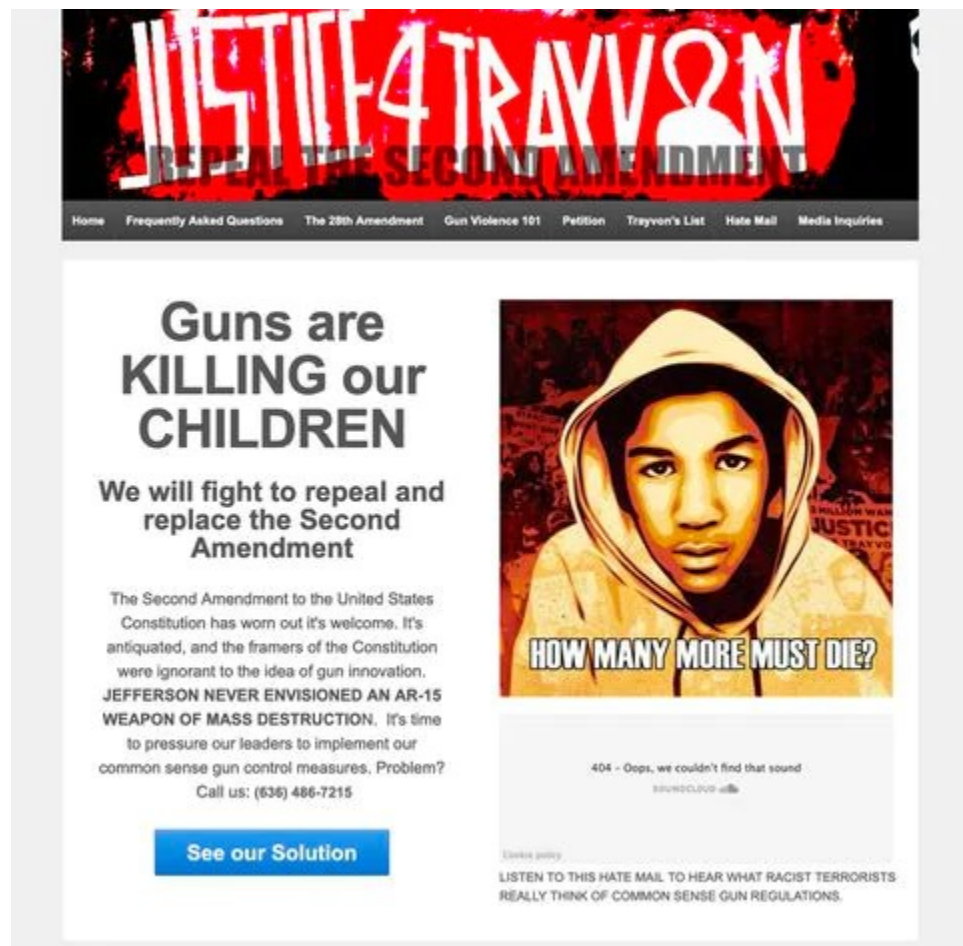 JUSTICE4TRAYVON
REPEAL THE SECOND AMENDMENT
Home Frequently Asked Questions The 28th Amendment Gun Violence 101 Petition Trayvon's List Hate Mail Media Inquiries
Guns are
KILLING our
CHILDREN
We will fight to repeal and
replace the Second
Amendment
The Second Amendment to the United States
Constitution has worn out it's welcome. It's
antiquated, and the framers of the Constitution
were ignorant to the idea of gun innovation.
JEFFERSON NEVER ENVISIONED AN AR-15
WEAPON OF MASS DESTRUCTION. It's time
to pressure our leaders to implement our
common sense gun control measures. Problem?
Call us: (636) 486-7215
See our Solution
MILLION
JUSTIC
TRAYVO
HOW MANY MORE MUST DIE?
404 - Oops, we couldn't find that sound
SOUNDCLOUD
Cookie policy
LISTEN TO THIS HATE MAIL TO HEAR WHAT RACIST TERRORISTS
REALLY THINK OF COMMON SENSE GUN REGULATIONS.